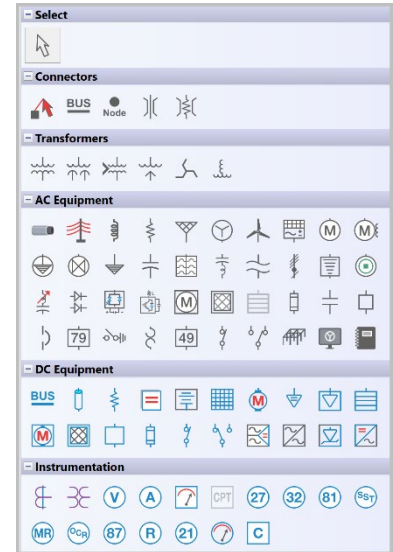 Select
Connectors
BUS Node
Transformers
AC Equipment
M M
M
79 49
DC Equipment
BUS M
M
Instrumentation
V A CPT 27 32 81 SST
MR OCR 87 R 21 C